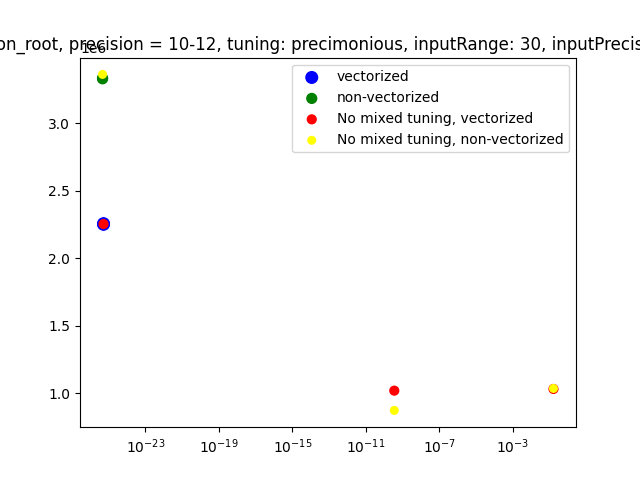 on_root, precision = 10-12, tuning: precimonious, inputRange: 30, inputPrecis
1e6
vectorized
non-vectorized
No mixed tuning, vectorized
No mixed tuning, non-vectorized
3.0
2.5
2.0
1.5
1.0
10⁻²³ 10⁻¹⁹ 10⁻¹⁵ 10⁻¹¹ 10⁻⁷ 10⁻³